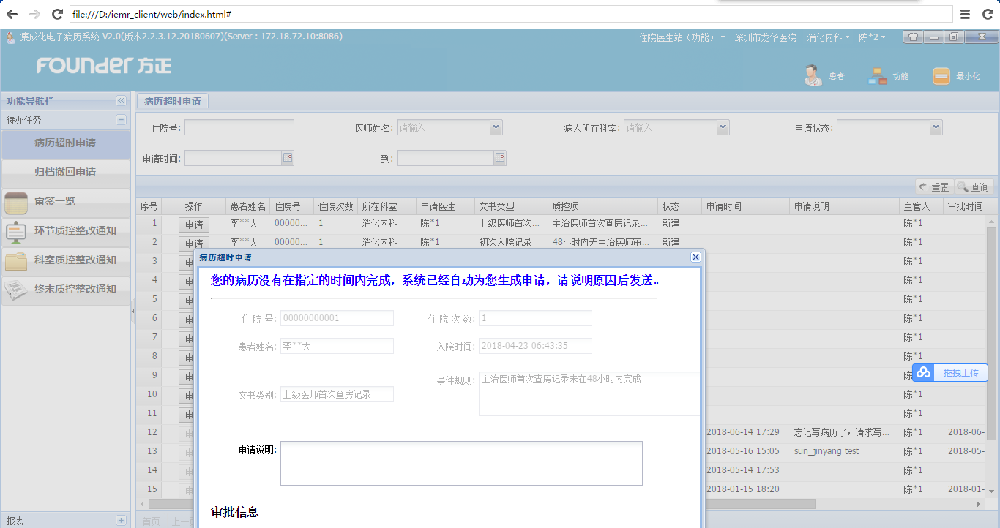 file:///D:/iemr_client/web/index.html#
集成化电子病历系统 V2.0(版本2.2.3.12.20180607)(Server : 172.18.72.10:8086)
住院医生站（功能） 深圳市龙华医院 消化内科 陈*2
FOUNDER 方正
患者 功能 最小化
功能导航栏
待办任务
病历超时申请
归档撤回申请
审签一览
环节质控整改通知
科室质控整改通知
终末质控整改通知
报表
病历超时申请
住院号: 医师姓名: 请输入 病人所在科室: 请输入 申请状态:
申请时间: 到:
重置 查询
序号 操作 患者姓名 住院号 住院次数 所在科室 申请医生 文书类型 质控项 状态 申请时间 申请说明 主管人 审批时间
1 申请 李**大 00000... 1 消化内科 陈*1 上级医师首次... 主治医师首次查房记录... 新建 陈*1
2 申请 李**大 00000... 1 消化内科 陈*1 初次入院记录 48小时内无主治医师审... 新建 陈*1
3 申 陈*1
4 申 陈*1
5 申 陈*1
6 申 陈*1
7 申 陈*1
8 申 陈*1
9 申 陈
10 申 陈*1
11 申 陈*1
12 申 2018-06-14 17:29 忘记写病历了，请求写... 陈*1 2018-06-
13 申 2018-05-16 15:05 sun_jinyang test 陈*1 2018-05-
14 申 2018-05-14 17:53 陈*1
15 申 2018-01-15 18:20 陈*1 2018-01-
首页 上一
拖拽上传
病历超时申请
您的病历没有在指定的时间内完成，系统已经自动为您生成申请，请说明原因后发送。
住 院 号: 00000000001 住 院 次 数: 1
患者姓名: 李**大 入院时间: 2018-04-23 06:43:35
事件规则: 主治医师首次查房记录未在48小时内完成
文书类别: 上级医师首次查房记录
申请说明:
审批信息